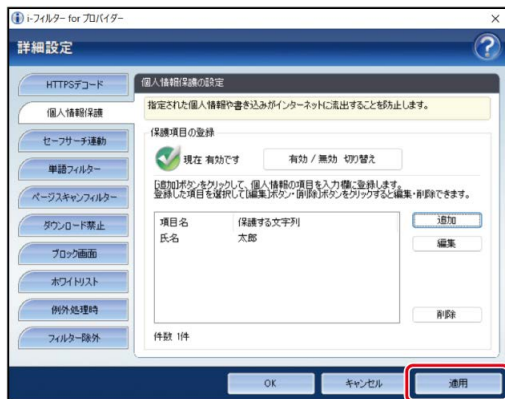 i-フィルター for プロバイダー
詳細設定
HTTPSデコード
個人情報保護
セーフサーチ連動
単語フィルター
ページスキャンフィルター
ダウンロード禁止
ブロック画面
ホワイトリスト
例外処理時
フィルター除外
個人情報保護の設定
指定された個人情報や書き込みがインターネットに流出することを防止します。
保護項目の登録
現在 有効です
有効 / 無効 切り替え
[追加]ボタンをクリックして、個人情報の項目を入力欄に登録します。
登録した項目を選択して[編集]ボタン・[削除]ボタンをクリックすると編集・削除できます。
項目名 保護する文字列
氏名 太郎
追加
編集
削除
件数 1件
OK キャンセル 適用